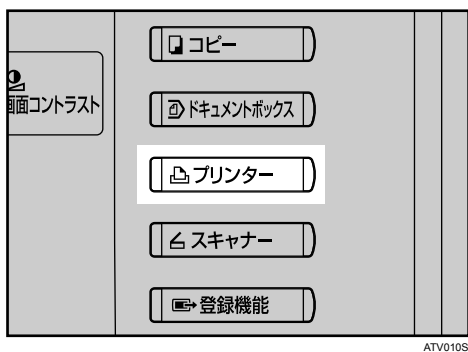 コピー
画面コントラスト
ドキュメントボックス
プリンター
スキャナー
登録機能
ATV010S